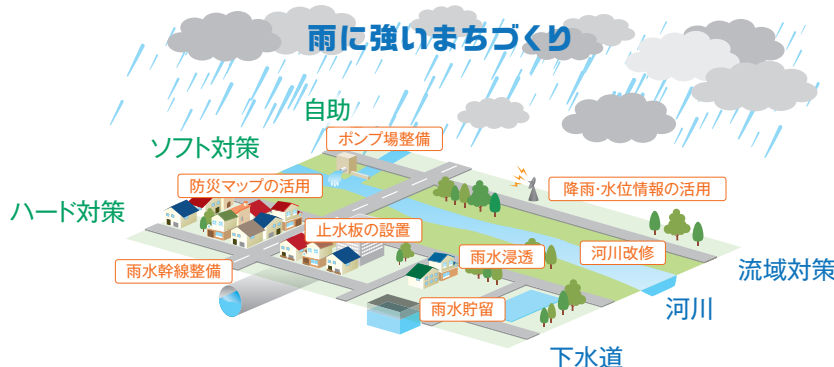 雨に強いまちづくり
自助
ソフト対策
ハード対策
ポンプ場整備
防災マップの活用
降雨・水位情報の活用
止水板の設置
雨水浸透
河川改修
雨水幹線整備
雨水貯留
流域対策
河川
下水道